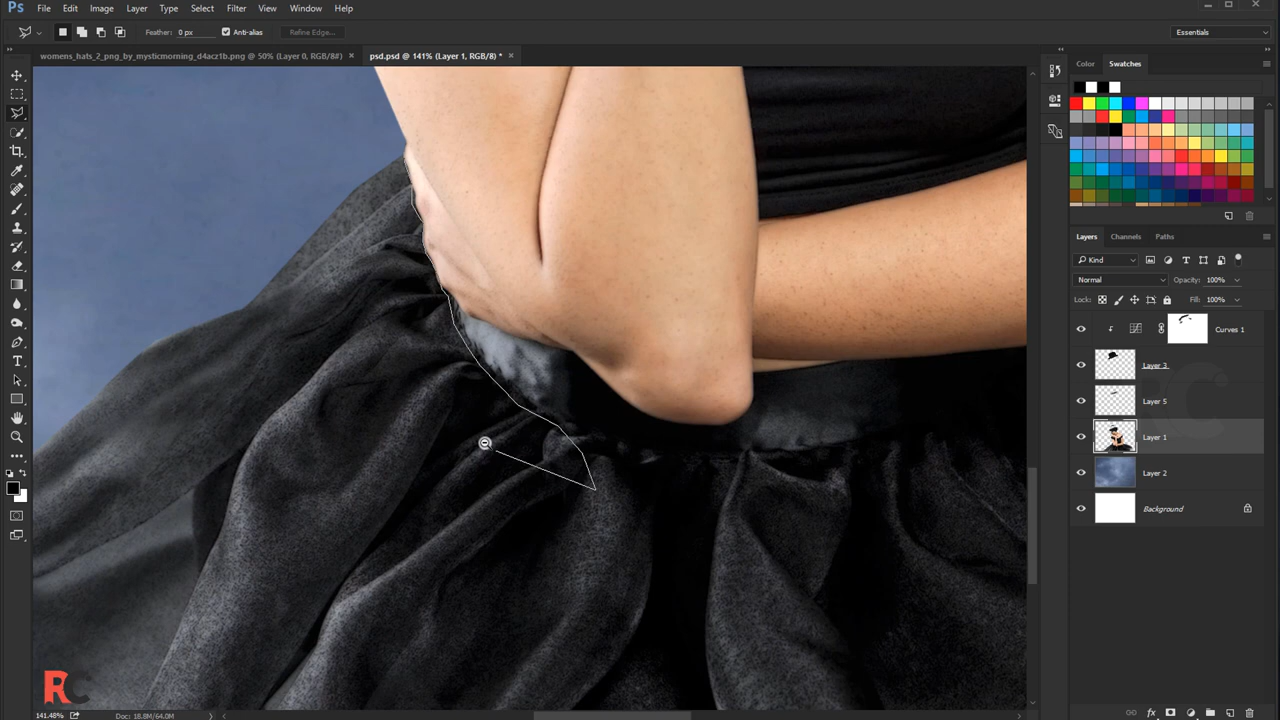 Ps File Edit Image Layer Type Select Filter View Window Help
Feather: 0 px Anti-alias Refine Edge... Essentials
womens_hats_2_png_by_mysticmorning_d4acz1b.png @ 50% (Layer 0, RGB/8#) × psd.psd @ 141% (Layer 1, RGB/8) * ×
Color Swatches
Layers Channels Paths
Kind
Normal Opacity: 100%
Lock: Fill: 100%
Curves 1
Layer 3
Layer 5
Layer 1
Layer 2
Background
RC
RC
141.48% Doc: 18.8M/64.0M
fx